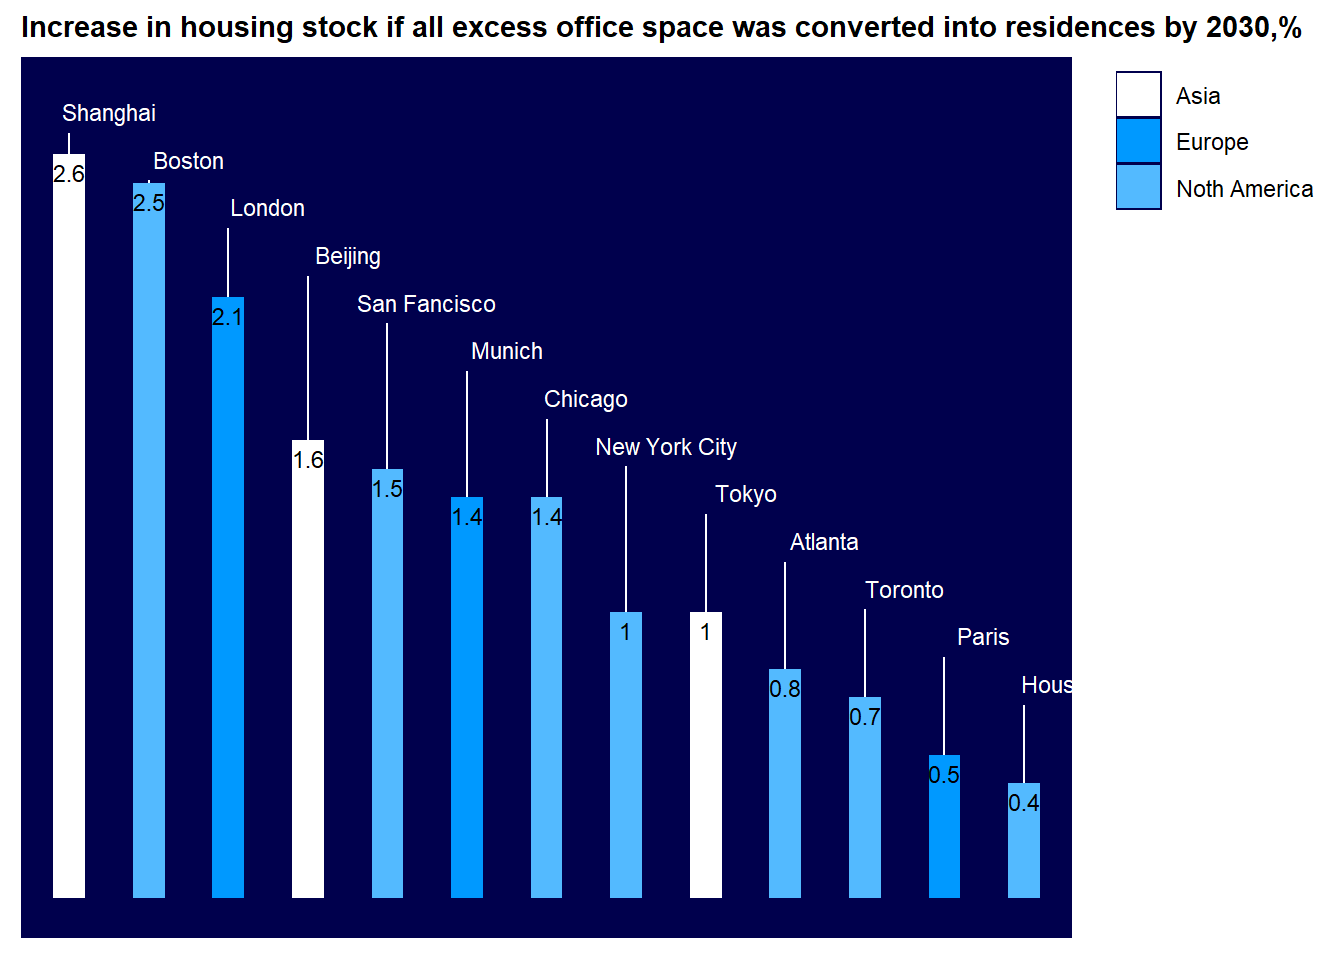 Increase in housing stock if all excess office space was converted into residences by 2030,%
Asia
Europe
Noth America
Shanghai
2.6
Boston
2.5
London
2.1
Beijing
1.6
San Fancisco
1.5
Munich
1.4
Chicago
1.4
New York City
1
Tokyo
1
Atlanta
0.8
Toronto
0.7
Paris
0.5
Hous
0.4